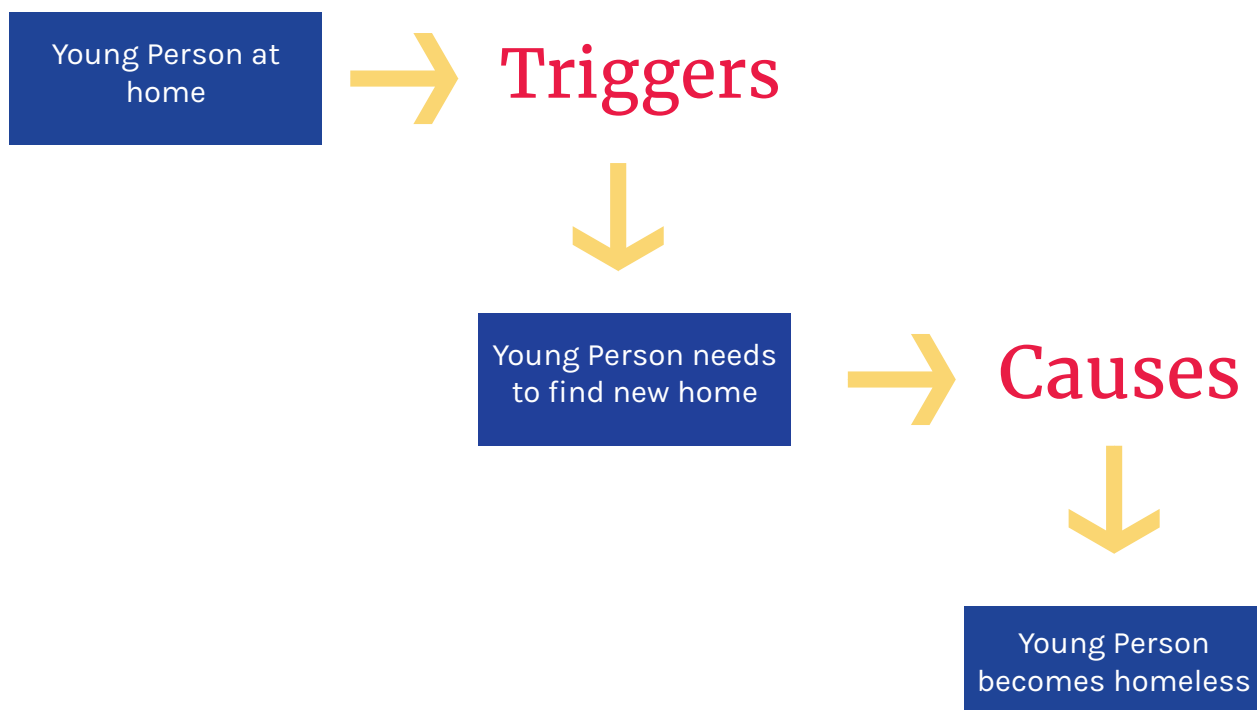 Young Person at
home
Triggers
Young Person needs
to find new home
Causes
Young Person
becomes homeless